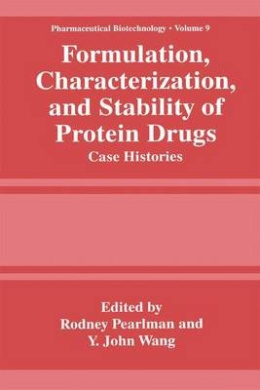 Pharmaceutical Biotechnology • Volume 9
Formulation,
Characterization,
and Stability of
Protein Drugs
Case Histories
Edited by
Rodney Pearlman and
Y. John Wang